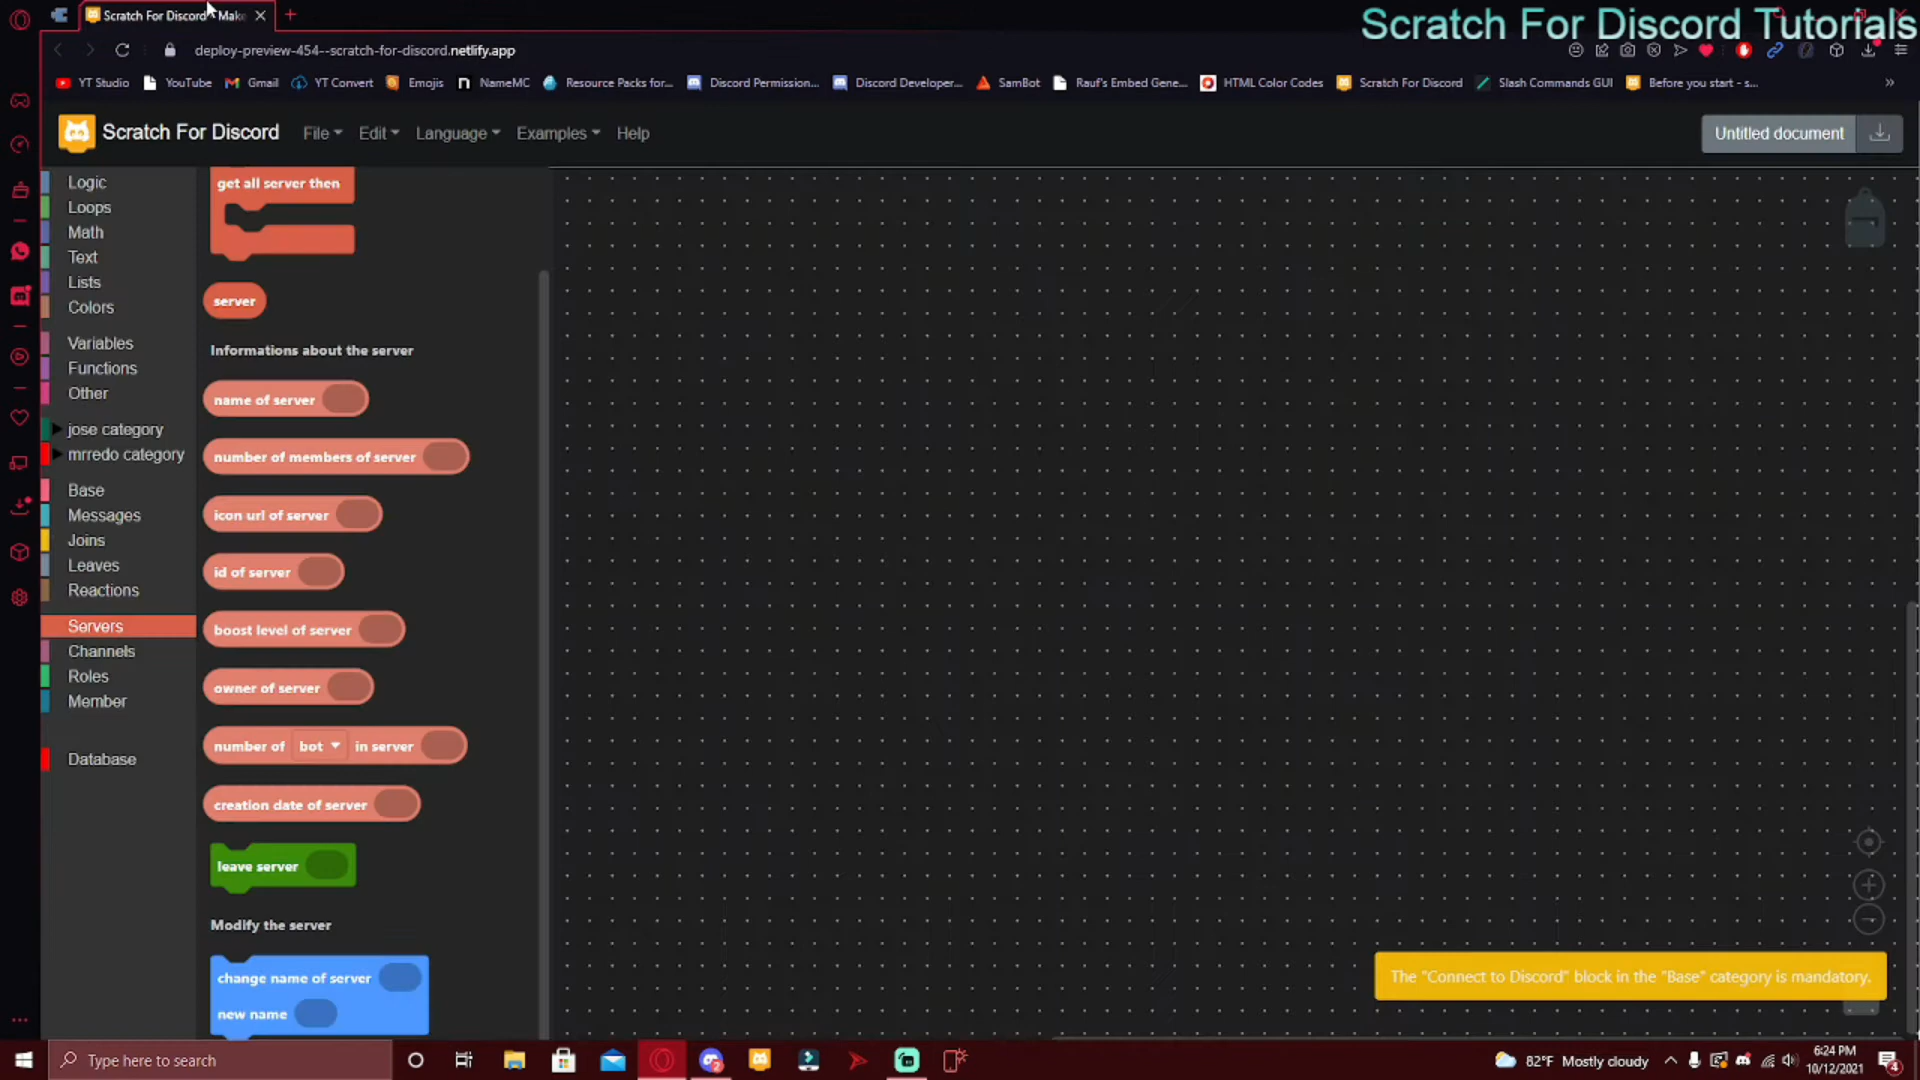 Scratch For Discord - Make
Scratch For Discord Tutorials
deploy-preview-454--scratch-for-discord.netlify.app
YT Studio
YouTube
Gmail
YT Convert
Emojis
NameMC
Resource Packs for...
Discord Permission...
Discord Developer...
SamBot
Rauf's Embed Gene...
HTML Color Codes
Scratch For Discord
Slash Commands GUI
Before you start - s...
Scratch For Discord
File
Edit
Language
Examples
Help
Untitled document
Logic
Loops
Math
Text
Lists
Colors
Variables
Functions
Other
jose category
mrredo category
Base
Messages
Joins
Leaves
Reactions
Servers
Channels
Roles
Member
Database
get all server then
server
Informations about the server
name of server
number of members of server
icon url of server
id of server
boost level of server
owner of server
number of bot in server
creation date of server
leave server
Modify the server
change name of server
new name
The "Connect to Discord" block in the "Base" category is mandatory.
Type here to search
82°F Mostly cloudy
6:24 PM
10/12/2021
4